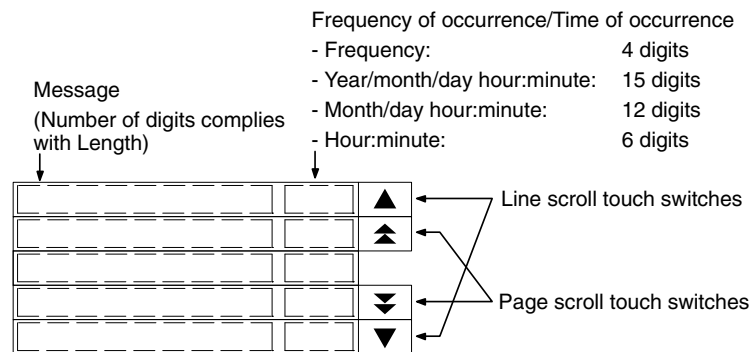 Frequency of occurrence/Time of occurrence
- Frequency: 4 digits
- Year/month/day hour:minute: 15 digits
- Month/day hour:minute: 12 digits
- Hour:minute: 6 digits
Message
(Number of digits complies
with Length)
Line scroll touch switches
Page scroll touch switches